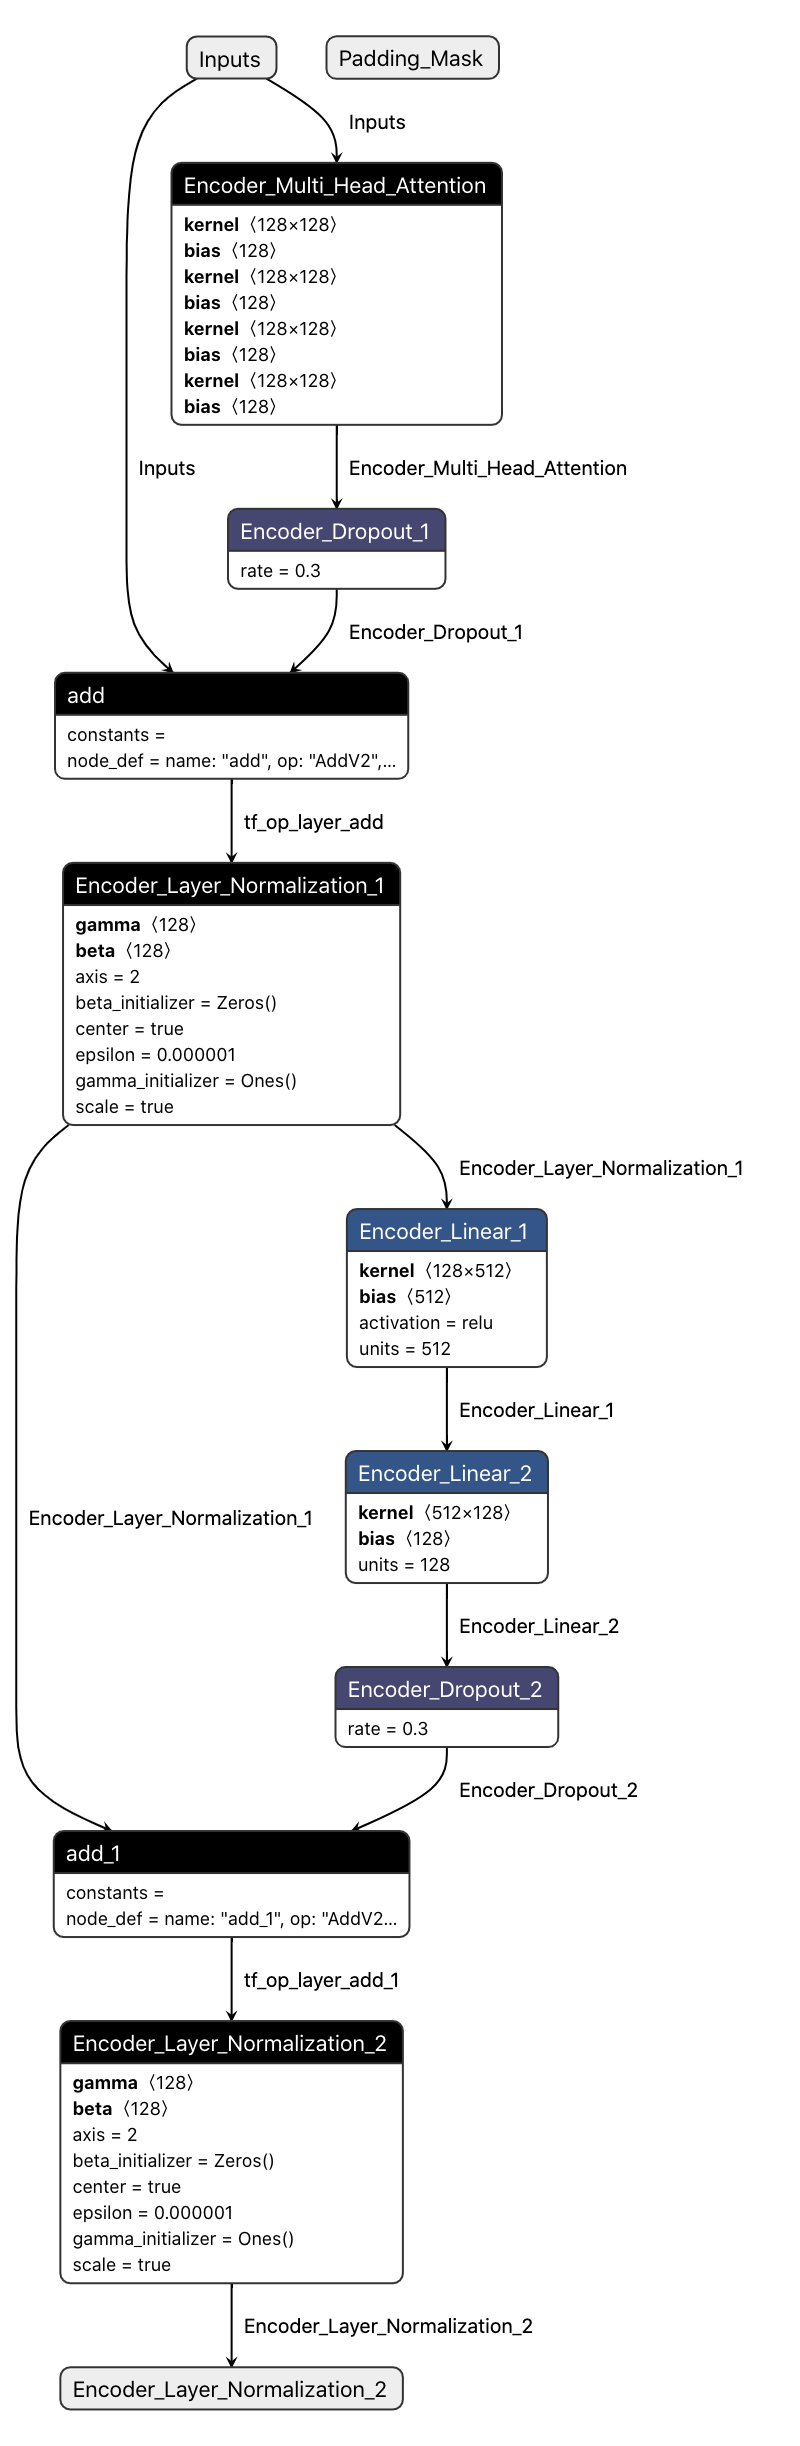 Inputs
Padding_Mask
Inputs
Encoder_Multi_Head_Attention
kernel〈128×128〉
bias〈128〉
kernel〈128×128〉
bias〈128〉
kernel〈128×128〉
bias〈128〉
kernel〈128×128〉
bias〈128〉
Inputs
Encoder_Multi_Head_Attention
Encoder_Dropout_1
rate = 0.3
Encoder_Dropout_1
add
constants =
node_def = name: "add", op: "AddV2",...
tf_op_layer_add
Encoder_Layer_Normalization_1
gamma〈128〉
beta〈128〉
axis = 2
beta_initializer = Zeros()
center = true
epsilon = 0.000001
gamma_initializer = Ones()
scale = true
Encoder_Layer_Normalization_1
Encoder_Linear_1
kernel〈128×512〉
bias〈512〉
activation = relu
units = 512
Encoder_Linear_1
Encoder_Linear_2
kernel〈512×128〉
bias〈128〉
units = 128
Encoder_Layer_Normalization_1
Encoder_Linear_2
Encoder_Dropout_2
rate = 0.3
Encoder_Dropout_2
add_1
constants =
node_def = name: "add_1", op: "AddV2...
tf_op_layer_add_1
Encoder_Layer_Normalization_2
gamma〈128〉
beta〈128〉
axis = 2
beta_initializer = Zeros()
center = true
epsilon = 0.000001
gamma_initializer = Ones()
scale = true
Encoder_Layer_Normalization_2
Encoder_Layer_Normalization_2